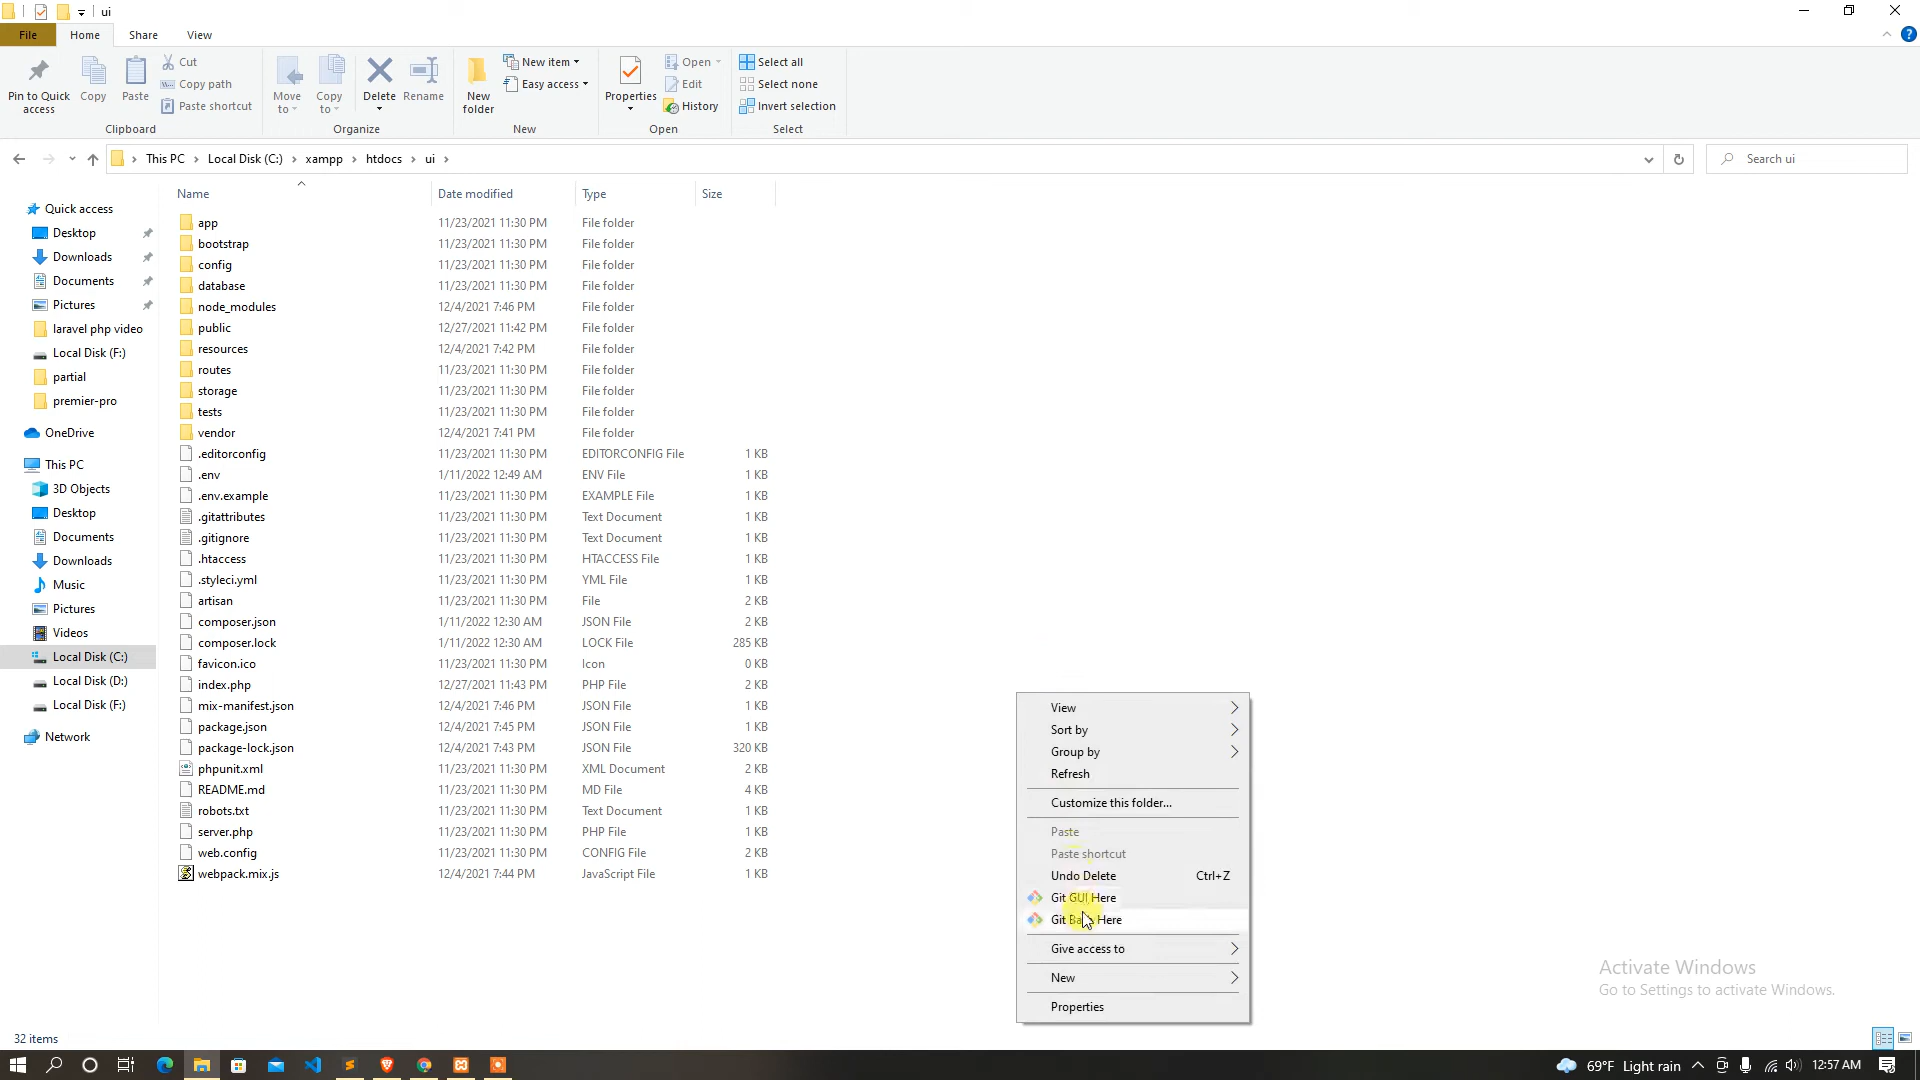 ui
File Home Share View
Pin to Quick access
Copy
Paste
Cut
Copy path
Paste shortcut
Clipboard
Move to
Copy to
Delete
Rename
Organize
New folder
New item
Easy access
New
Properties
Open
Edit
History
Open
Select all
Select none
Invert selection
Select
This PC Local Disk (C:) xampp htdocs ui
Search ui
Quick access
Desktop
Downloads
Documents
Pictures
laravel php video
Local Disk (F:)
partial
premier-pro
OneDrive
This PC
3D Objects
Desktop
Documents
Downloads
Music
Pictures
Videos
Local Disk (C:)
Local Disk (D:)
Local Disk (F:)
Network
Name Date modified Type Size
app 11/23/2021 11:30 PM File folder
bootstrap 11/23/2021 11:30 PM File folder
config 11/23/2021 11:30 PM File folder
database 11/23/2021 11:30 PM File folder
node_modules 12/4/2021 7:46 PM File folder
public 12/27/2021 11:42 PM File folder
resources 12/4/2021 7:42 PM File folder
routes 11/23/2021 11:30 PM File folder
storage 11/23/2021 11:30 PM File folder
tests 11/23/2021 11:30 PM File folder
vendor 12/4/2021 7:41 PM File folder
.editorconfig 11/23/2021 11:30 PM EDITORCONFIG File 1 KB
.env 1/11/2022 12:49 AM ENV File 1 KB
.env.example 11/23/2021 11:30 PM EXAMPLE File 1 KB
.gitattributes 11/23/2021 11:30 PM Text Document 1 KB
.gitignore 11/23/2021 11:30 PM Text Document 1 KB
.htaccess 11/23/2021 11:30 PM HTACCESS File 1 KB
.styleci.yml 11/23/2021 11:30 PM YML File 1 KB
artisan 11/23/2021 11:30 PM File 2 KB
composer.json 1/11/2022 12:30 AM JSON File 2 KB
composer.lock 1/11/2022 12:30 AM LOCK File 285 KB
favicon.ico 11/23/2021 11:30 PM Icon 0 KB
index.php 12/27/2021 11:43 PM PHP File 2 KB
mix-manifest.json 12/4/2021 7:46 PM JSON File 1 KB
package.json 12/4/2021 7:45 PM JSON File 1 KB
package-lock.json 12/4/2021 7:43 PM JSON File 320 KB
phpunit.xml 11/23/2021 11:30 PM XML Document 2 KB
README.md 11/23/2021 11:30 PM MD File 4 KB
robots.txt 11/23/2021 11:30 PM Text Document 1 KB
server.php 11/23/2021 11:30 PM PHP File 1 KB
web.config 11/23/2021 11:30 PM CONFIG File 2 KB
webpack.mix.js 12/4/2021 7:44 PM JavaScript File 1 KB
View
Sort by
Group by
Refresh
Customize this folder...
Paste
Paste shortcut
Undo Delete Ctrl+Z
Git GUI Here
Git Here
Give access to
New
Properties
Activate Windows
Go to Settings to activate Windows.
32 items
69°F Light rain 12:57 AM